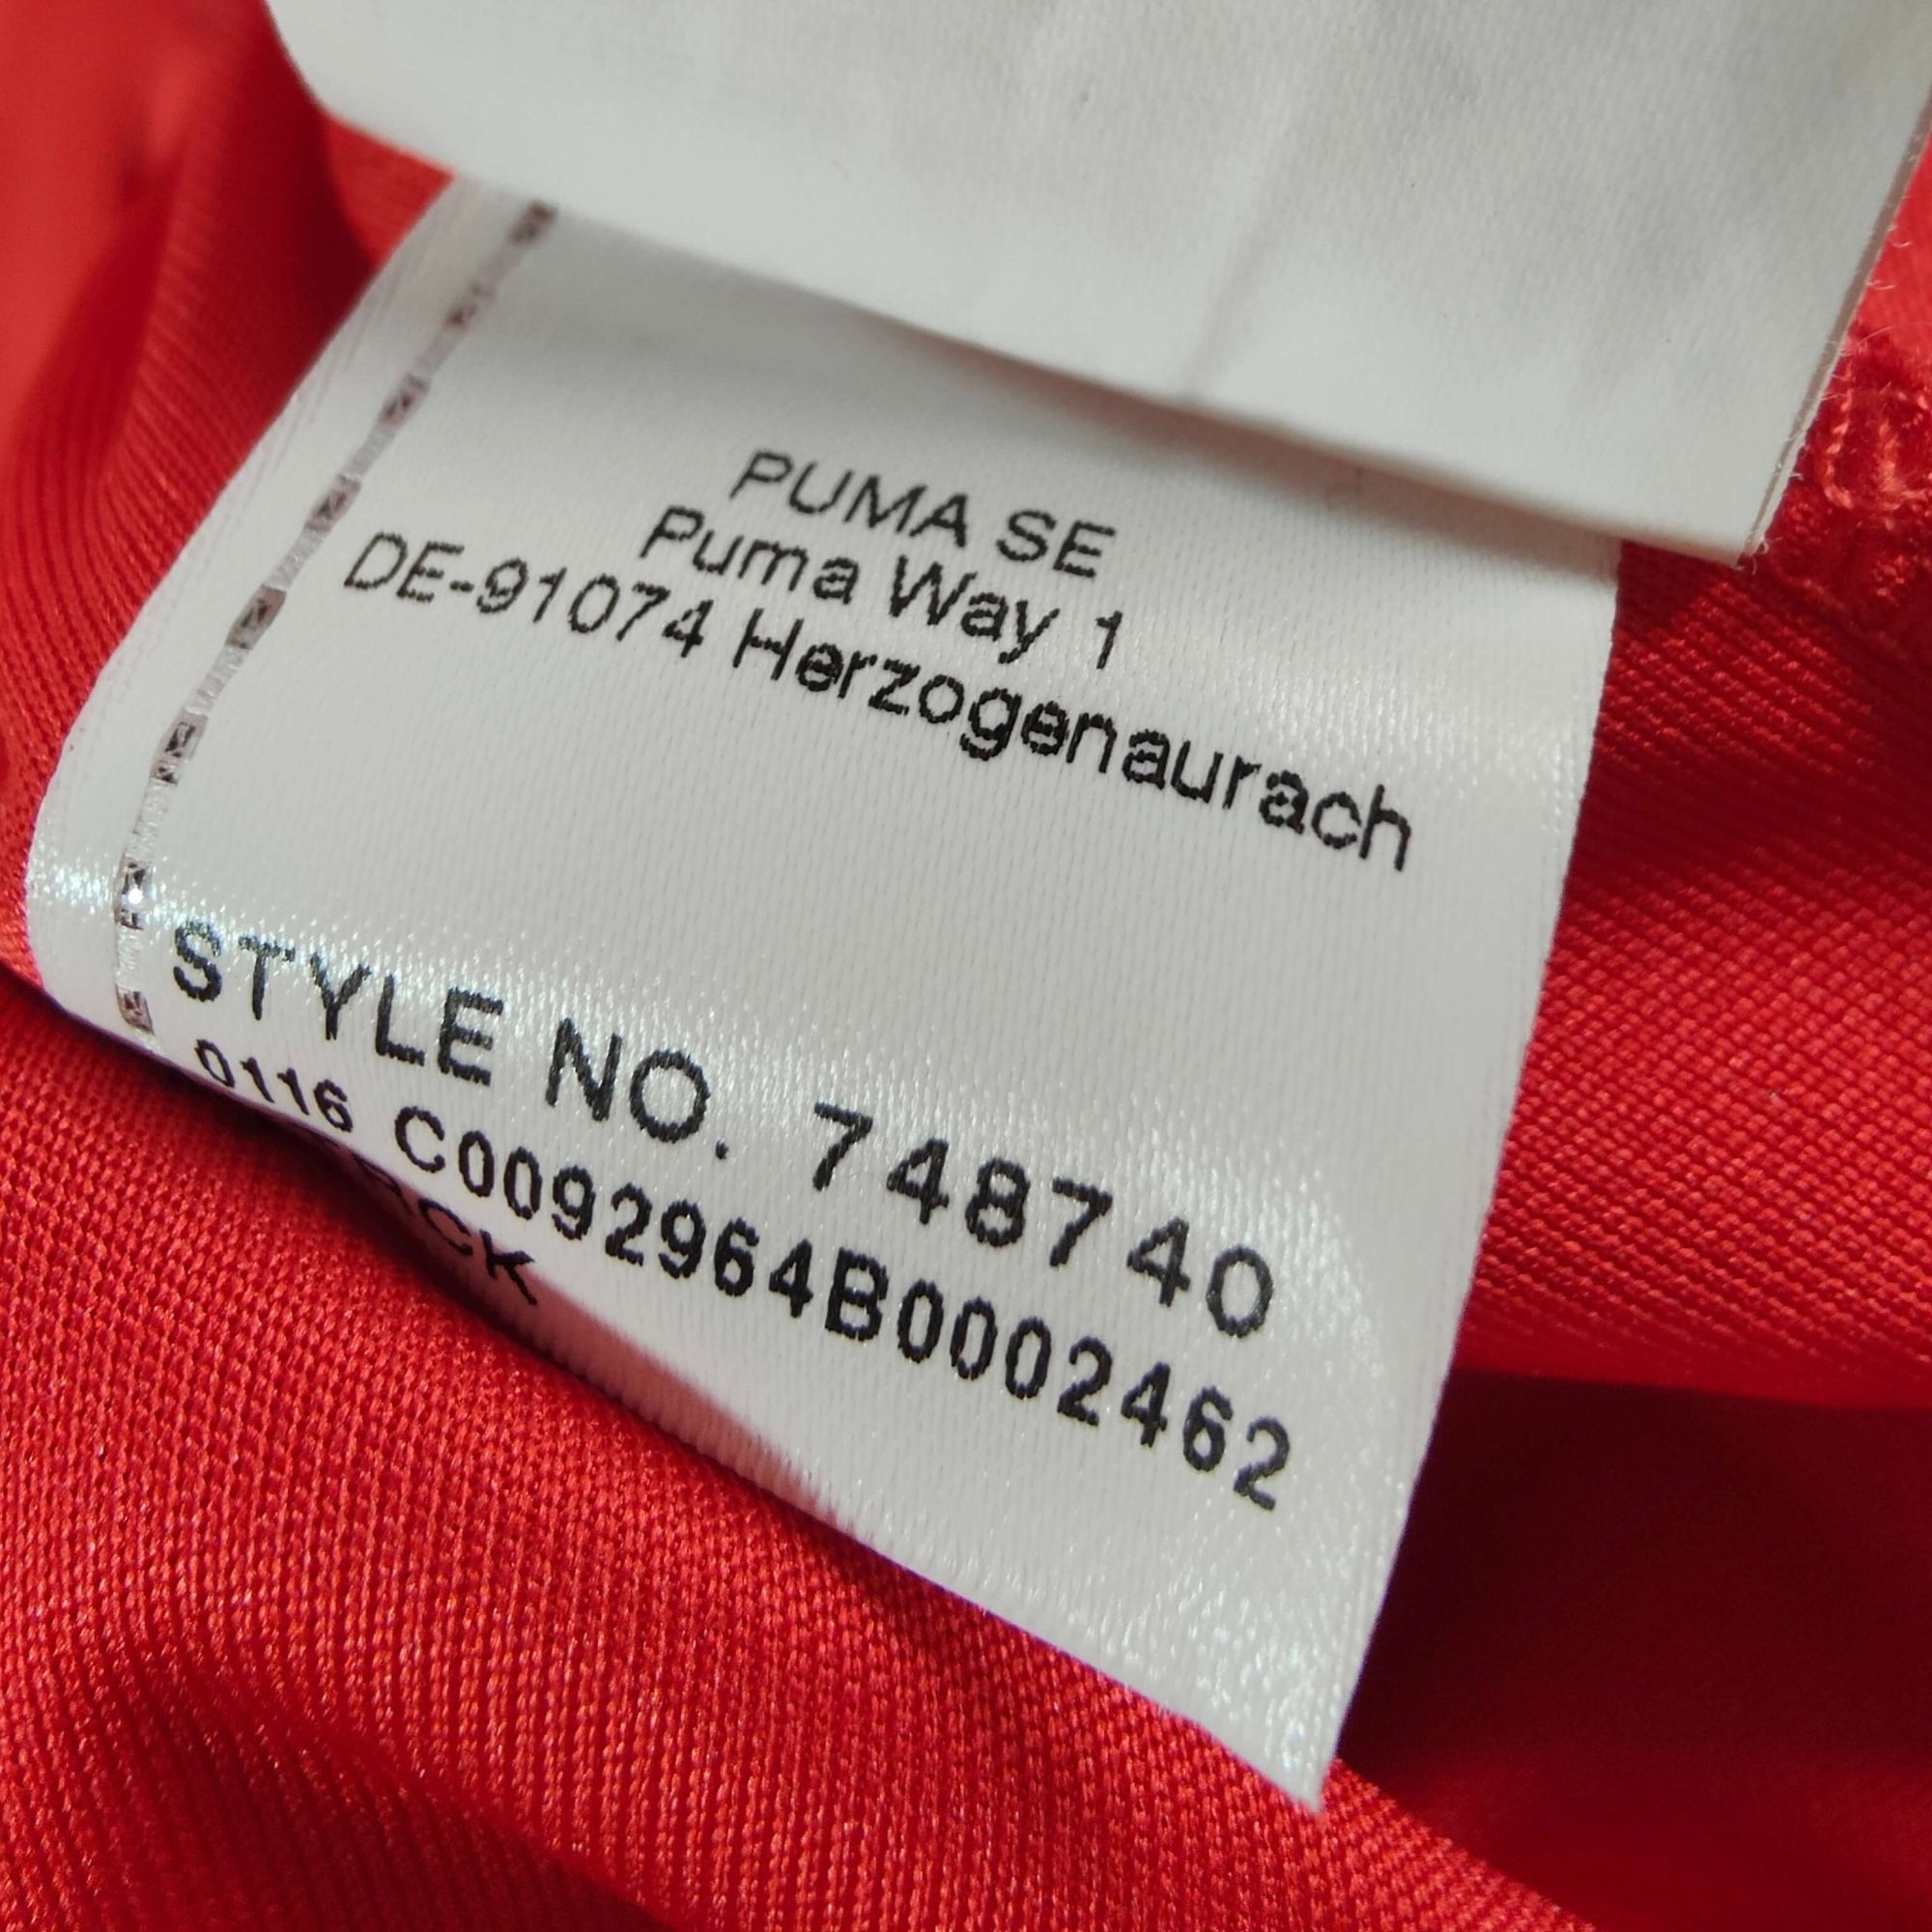 PUMA SE
Puma Way 1
DE-91074 Herzogenaurach
STYLE NO. 748740
0116 C0092964B0002462